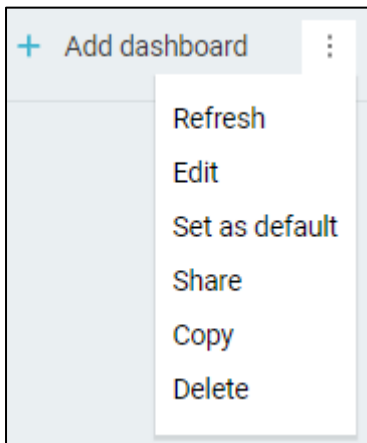 + Add dashboard
Refresh
Edit
Set as default
Share
Copy
Delete